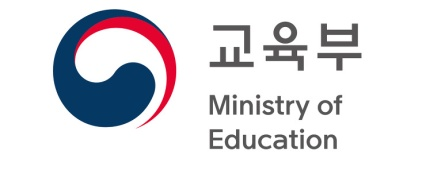 교육부
Ministry of
Education